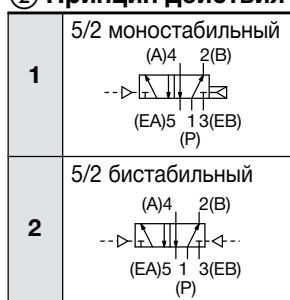 ② Принцип действия
1
5/2 моностабильный
(A)4 2(B)
(EA)5 1 3(EB)
(P)
2
5/2 бистабильный
(A)4 2(B)
(EA)5 1 3(EB)
(P)